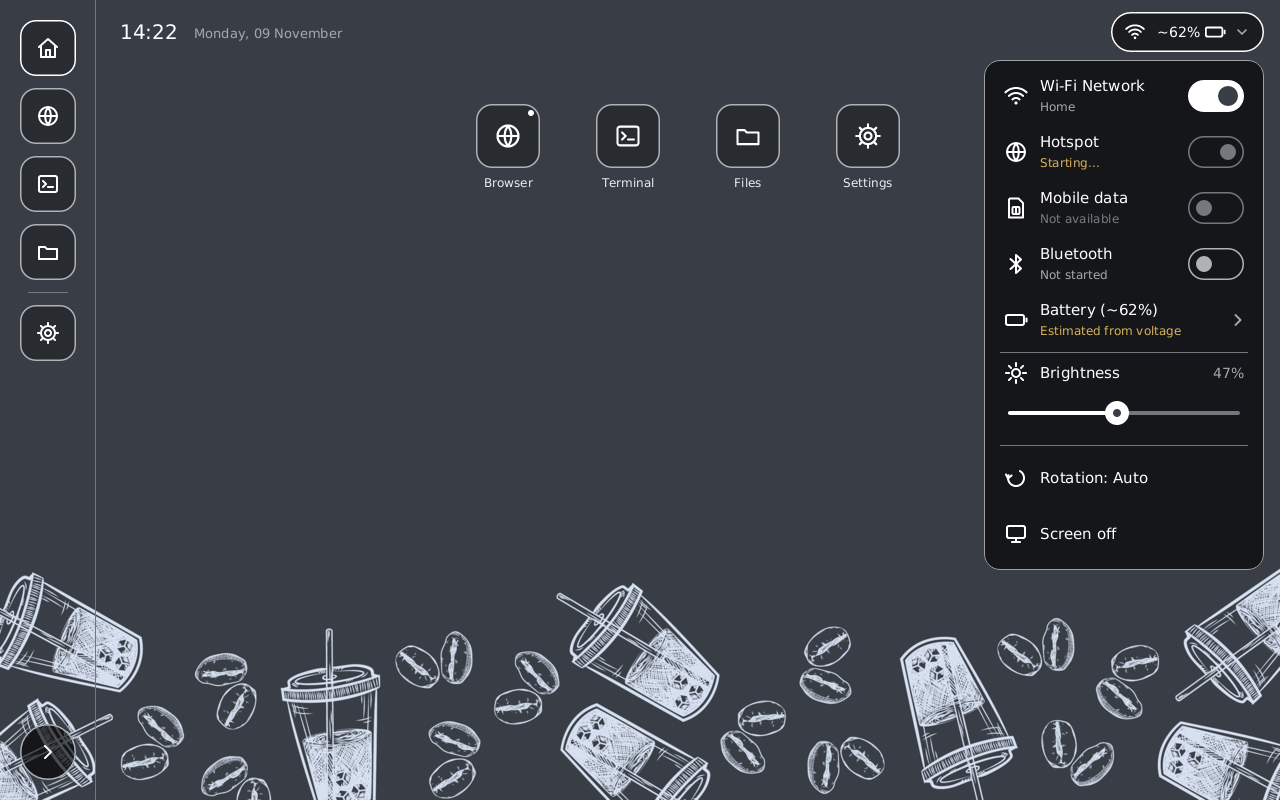 14:22 Monday, 09 November
~62%
Wi-Fi Network
Home
Hotspot
Starting...
Mobile data
Not available
Bluetooth
Not started
Battery (~62%)
Estimated from voltage
Brightness 47%
Rotation: Auto
Screen off
Browser Terminal Files Settings